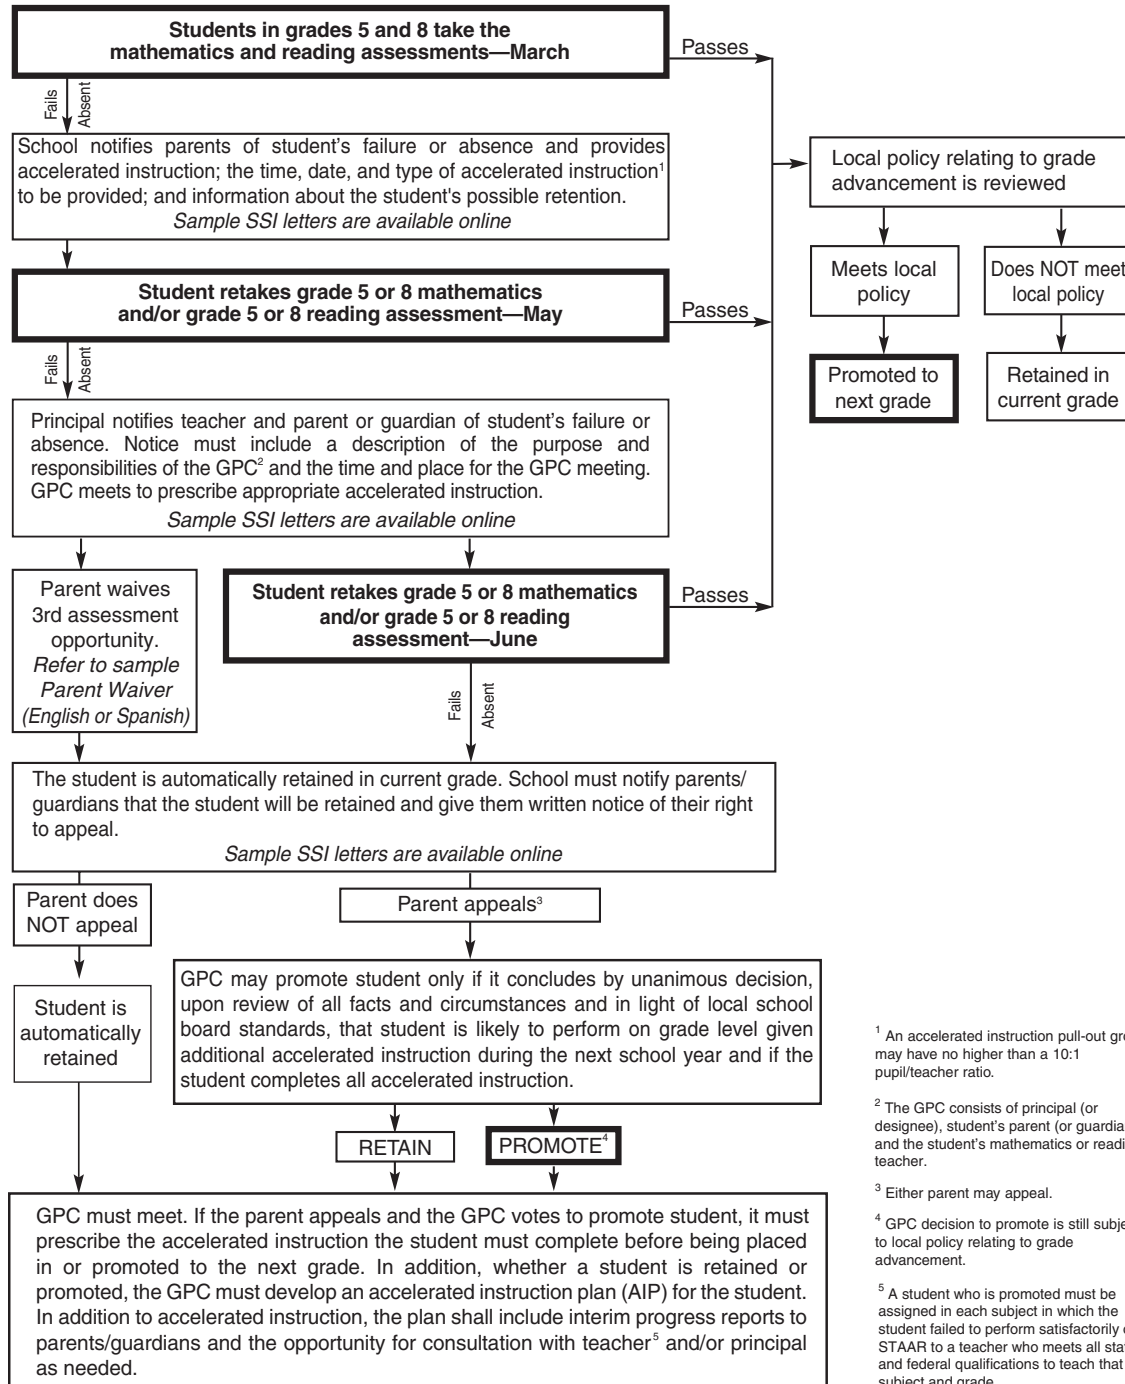 Students in grades 5 and 8 take the
mathematics and reading assessments—March
Passes
Fails
Absent
School notifies parents of student’s failure or absence and provides
accelerated instruction; the time, date, and type of accelerated instruction¹
to be provided; and information about the student's possible retention.
Sample SSI letters are available online
Local policy relating to grade
advancement is reviewed
Meets local
policy
Does NOT meet
local policy
Promoted to
next grade
Retained in
current grade
Student retakes grade 5 or 8 mathematics
and/or grade 5 or 8 reading assessment—May
Passes
Fails
Absent
Principal notifies teacher and parent or guardian of student’s failure or
absence. Notice must include a description of the purpose and
responsibilities of the GPC² and the time and place for the GPC meeting.
GPC meets to prescribe appropriate accelerated instruction.
Sample SSI letters are available online
Parent waives
3rd assessment
opportunity.
Refer to sample
Parent Waiver
(English or Spanish)
Student retakes grade 5 or 8 mathematics
and/or grade 5 or 8 reading
assessment—June
Passes
Fails
Absent
The student is automatically retained in current grade. School must notify parents/
guardians that the student will be retained and give them written notice of their right
to appeal.
Sample SSI letters are available online
Parent does
NOT appeal
Parent appeals³
Student is
automatically
retained
GPC may promote student only if it concludes by unanimous decision,
upon review of all facts and circumstances and in light of local school
board standards, that student is likely to perform on grade level given
additional accelerated instruction during the next school year and if the
student completes all accelerated instruction.
RETAIN
PROMOTE⁴
GPC must meet. If the parent appeals and the GPC votes to promote student, it must
prescribe the accelerated instruction the student must complete before being placed
in or promoted to the next grade. In addition, whether a student is retained or
promoted, the GPC must develop an accelerated instruction plan (AIP) for the student.
In addition to accelerated instruction, the plan shall include interim progress reports to
parents/guardians and the opportunity for consultation with teacher⁵ and/or principal
as needed.
¹ An accelerated instruction pull-out
may have no higher than a 10:1
pupil/teacher ratio.
² The GPC consists of principal (or
designee), student’s parent (or
and the student’s mathematics or
teacher.
³ Either parent may appeal.
⁴ GPC decision to promote is still
to local policy relating to grade
advancement.
⁵ A student who is promoted must be
assigned in each subject in which the
student failed to perform satisfactorily
STAAR to a teacher who meets all
and federal qualifications to teach that
subject and grade.